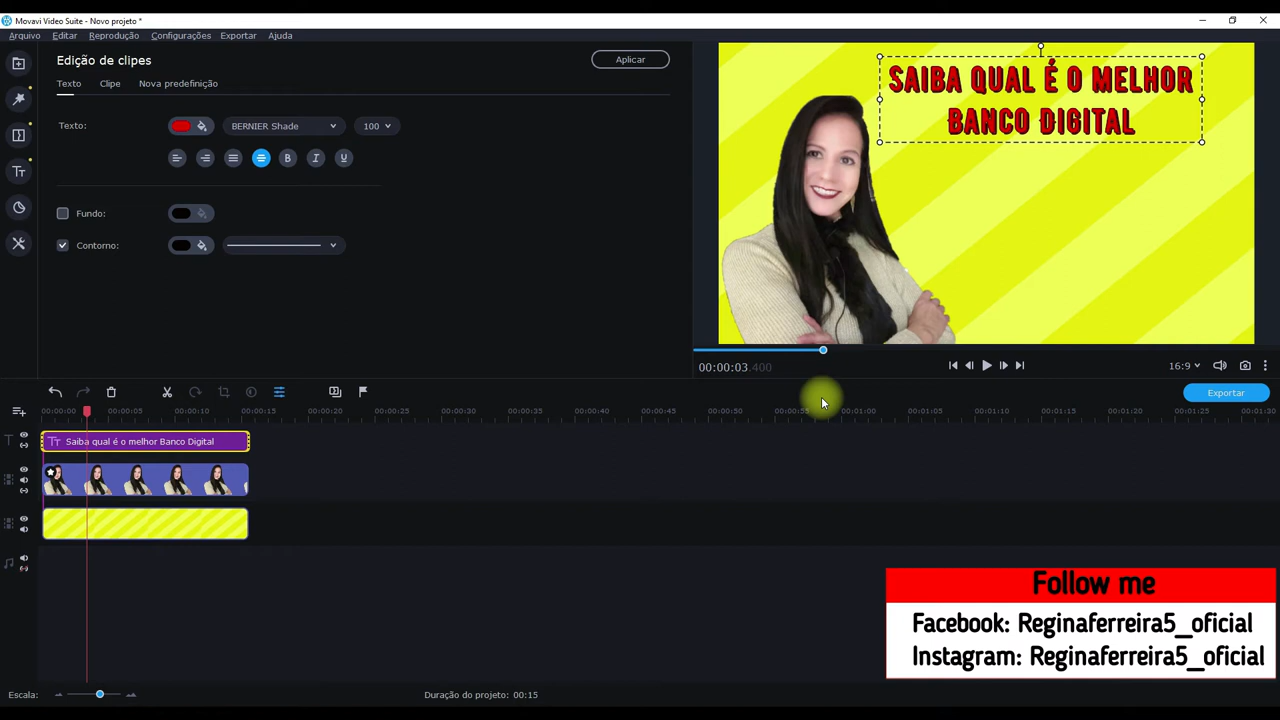 Movavi Video Suite - Novo projeto *
Arquivo Editar Reprodução Configurações Exportar Ajuda
Edição de clipes
Aplicar
Texto Clipe Nova predefinição
Texto:
BERNIER Shade
100
B I U
Fundo:
Contorno:
SAIBA QUAL É O MELHOR
BANCO DIGITAL
00:00:03.400
16:9
Exportar
00:00:00 00:00:05 00:00:10 00:00:15 00:00:20 00:00:25 00:00:30 00:00:35 00:00:40 00:00:45 00:00:50 00:00:55 00:01:00 00:01:05 00:01:10 00:01:15 00:01:20 00:01:25 00:01:30
T
Tт Saiba qual é o melhor Banco Digital
Follow me
Facebook: Reginaferreira5_oficial
Instagram: Reginaferreira5_oficial
Escala:
Duração do projeto: 00:15